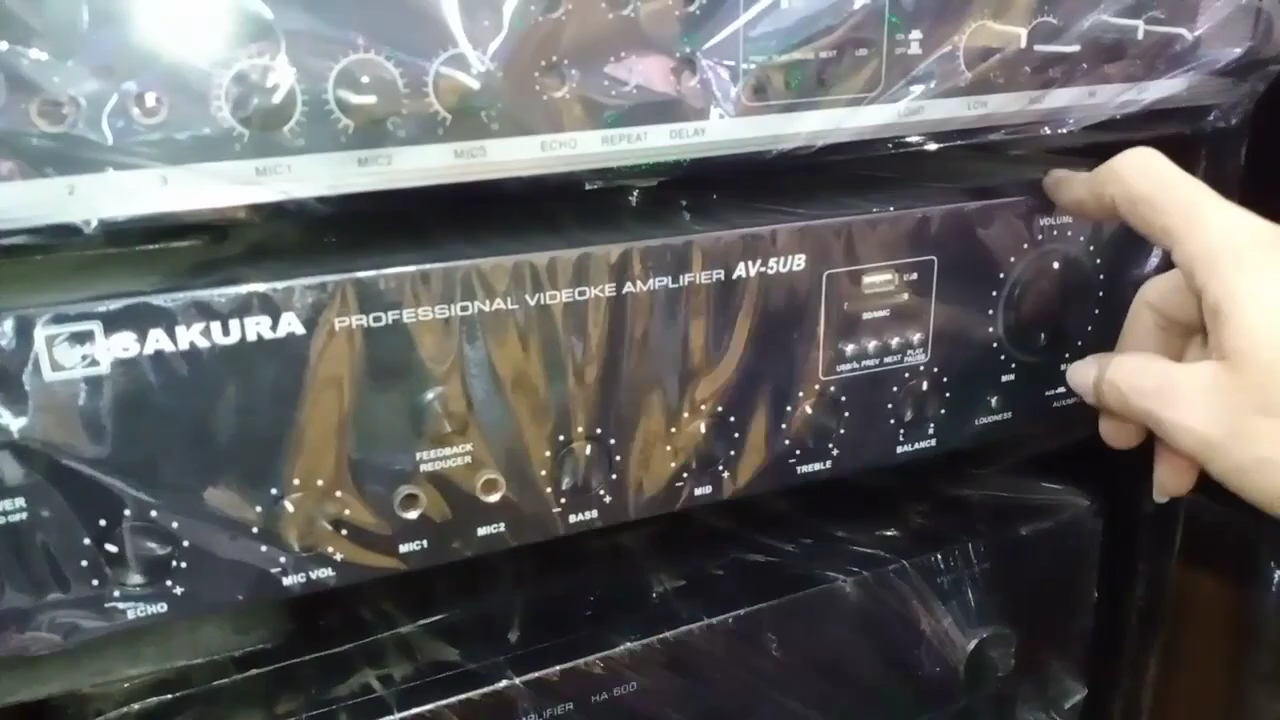 2
3
MIC1
MIC2
MIC3
ECHO
REPEAT
DELAY
NEXT
LOW
SAKURA
PROFESSIONAL VIDEOKE AMPLIFIER AV-5UB
USB
SD/MMC
PREV
NEXT
PLAY
PAUSE
VOLUME
MIN
LOUDNESS
L
R
BALANCE
- +
TREBLE
- +
MID
- +
BASS
FEEDBACK
REDUCER
MIC1
MIC2
- +
MIC VOL
+
ECHO
HA-600